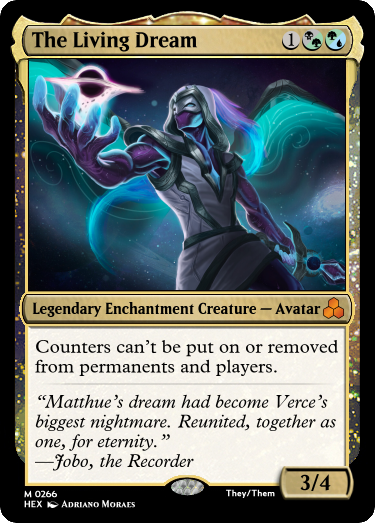 The Living Dream 1
Legendary Enchantment Creature — Avatar
Counters can't be put on or removed
from permanents and players.
“Matthue's dream had become Verce's
biggest nightmare. Reunited, together as
one, for eternity.”
—Jobo, the Recorder
3/4
M 0266
They/Them
HEX Adriano Moraes